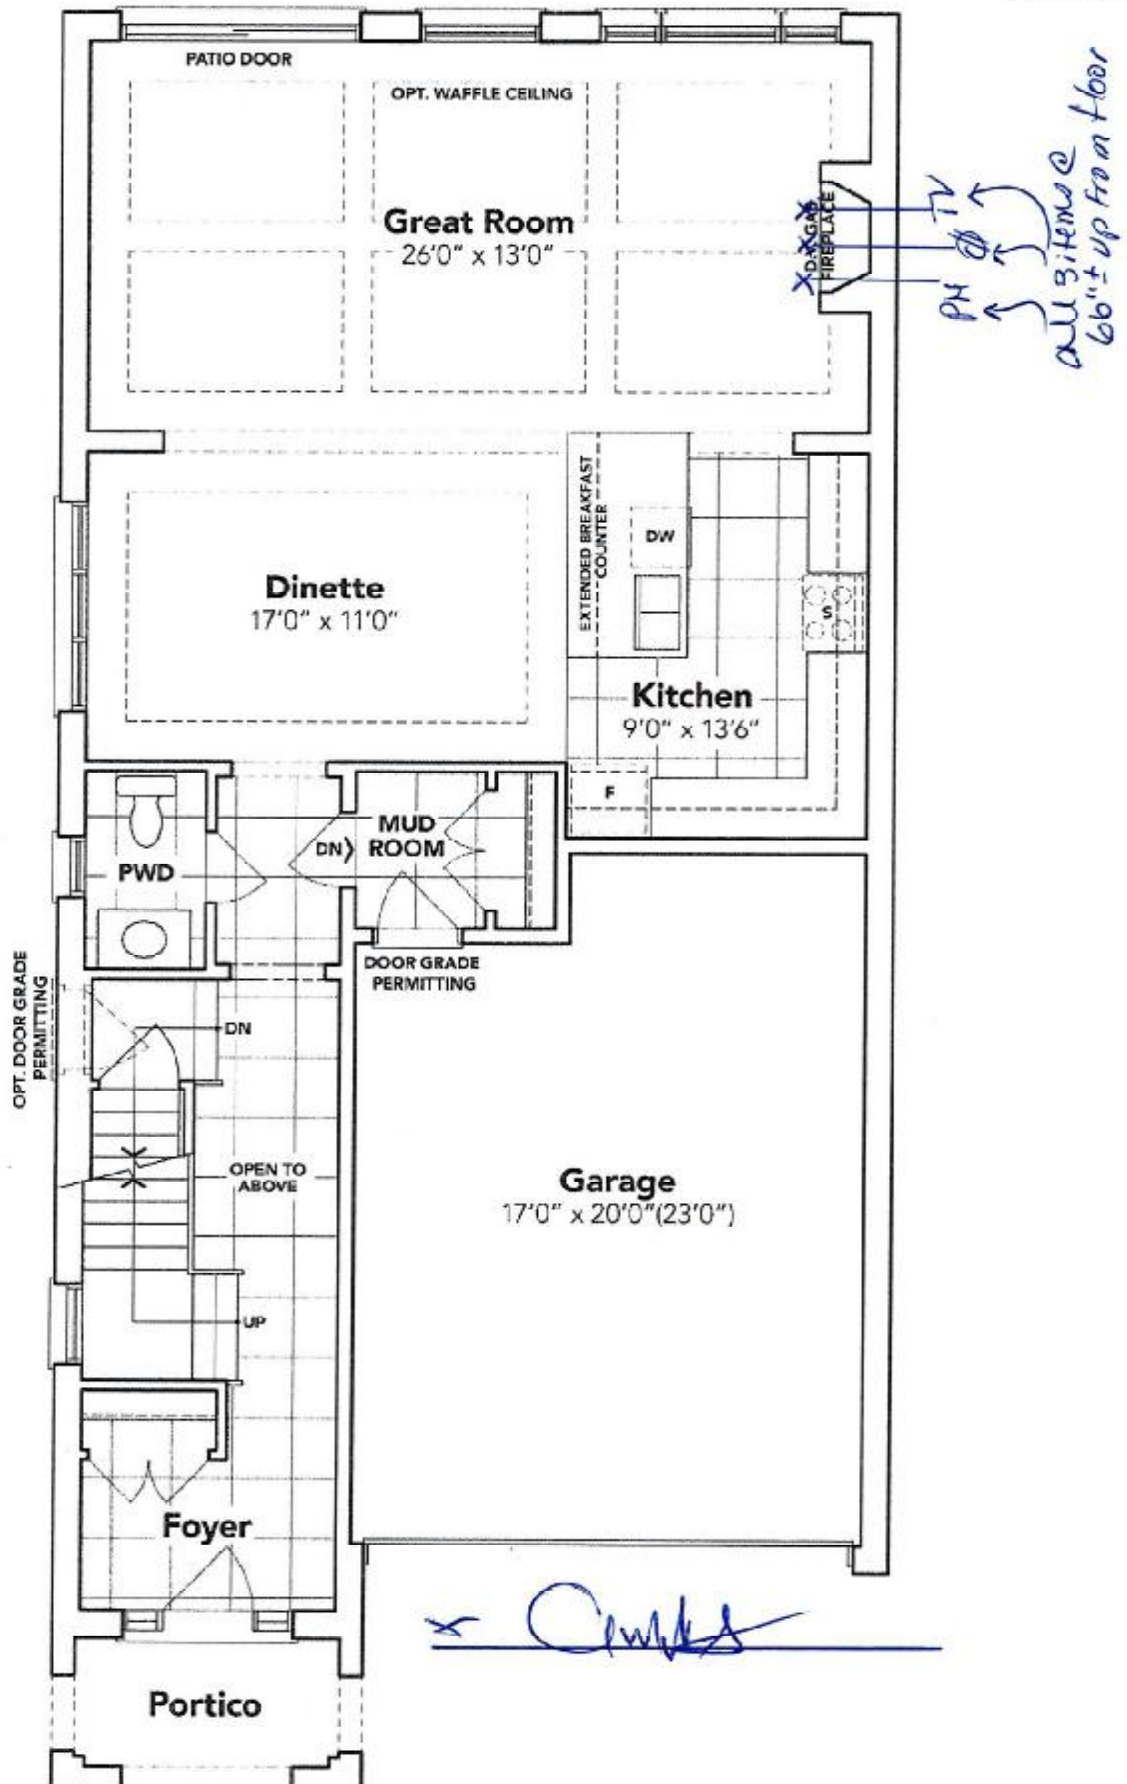 PATIO DOOR
OPT. WAFFLE CEILING
Great Room
26'0" x 13'0"
D.V. GAS
FIREPLACE
TV
PH
all 3 items @
66"± up from floor
EXTENDED BREAKFAST
COUNTER
DW
S
Dinette
17'0" x 11'0"
Kitchen
9'0" x 13'6"
F
MUD
ROOM
DN
PWD
DOOR GRADE
PERMITTING
OPT. DOOR GRADE
PERMITTING
DN
OPEN TO
ABOVE
Garage
17'0" x 20'0"(23'0")
UP
Foyer
x
Portico